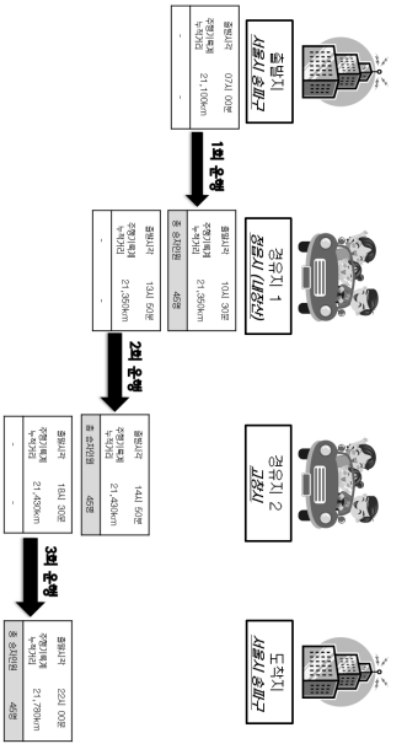 출발지
서울시 송파구
출발시각 07시 00분
주행기록계
누적거리 21,100km
- -
1회 운행
경유지 1
정읍시 (내장산)
출발시각 10시 30분
주행기록계
누적거리 21,350km
총 승차인원 45명
출발시각 13시 50분
주행기록계
누적거리 21,350km
- -
2회 운행
경유지 2
고창시
출발시각 14시 50분
주행기록계
누적거리 21,430km
총 승차인원 45명
출발시각 18시 30분
주행기록계
누적거리 21,430km
- -
3회 운행
도착지
서울시 송파구
출발시각 22시 00분
주행기록계
누적거리 21,780km
총 승차인원 45명